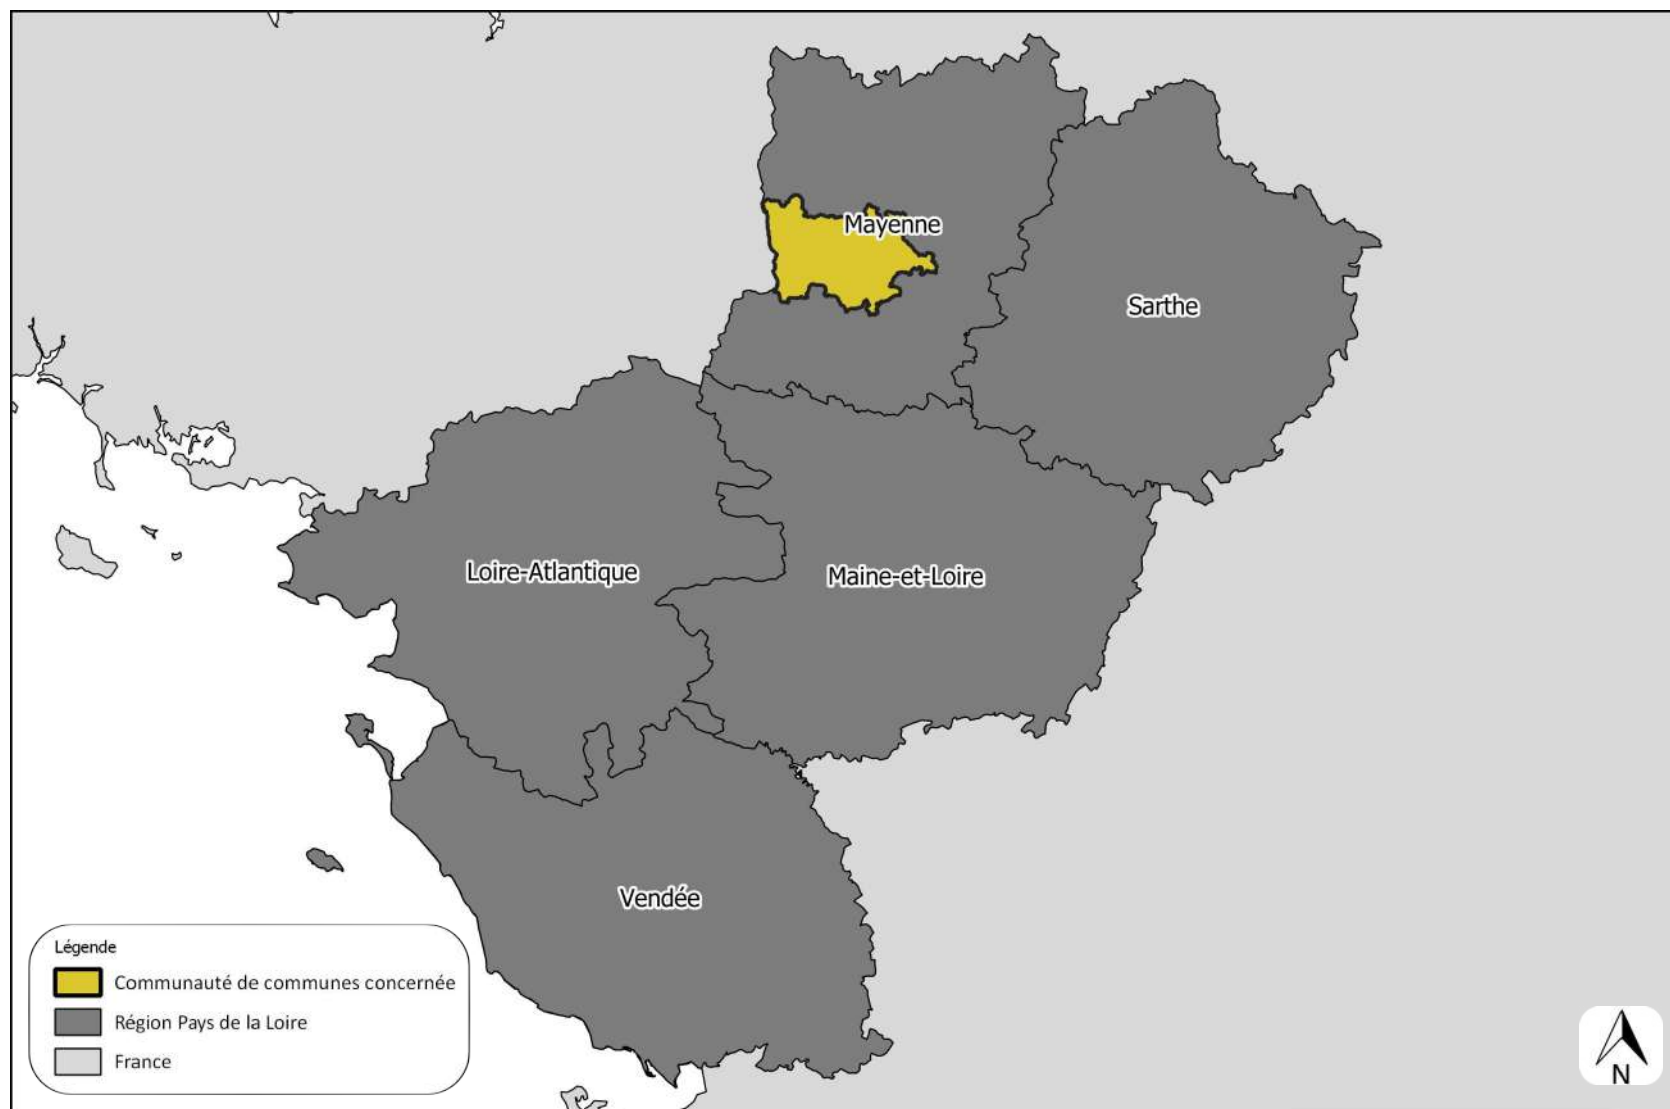 Mayenne
Sarthe
Loire-Atlantique
Maine-et-Loire
Vendée
Légende
Communauté de communes concernée
Région Pays de la Loire
France
N